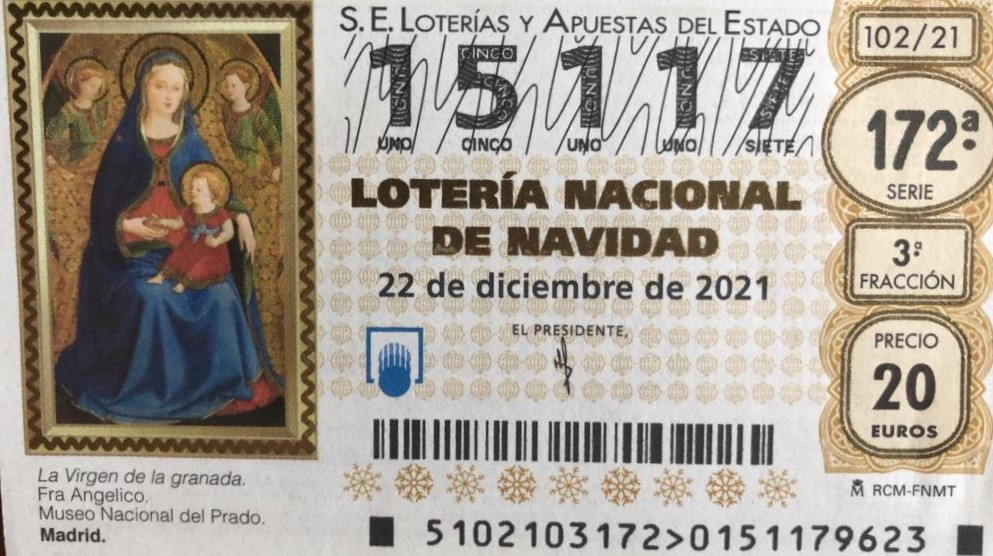 S. E. LOTERÍAS Y APUESTAS DEL ESTADO
15117
UNO CINCO UNO UNO SIETE
LOTERÍA NACIONAL
DE NAVIDAD
22 de diciembre de 2021
EL PRESIDENTE,
102/21
172ª
SERIE
3ª
FRACCIÓN
PRECIO
20
EUROS
RCM-FNMT
La Virgen de la granada.
Fra Angelico.
Museo Nacional del Prado.
Madrid.
5102103172>0151179623